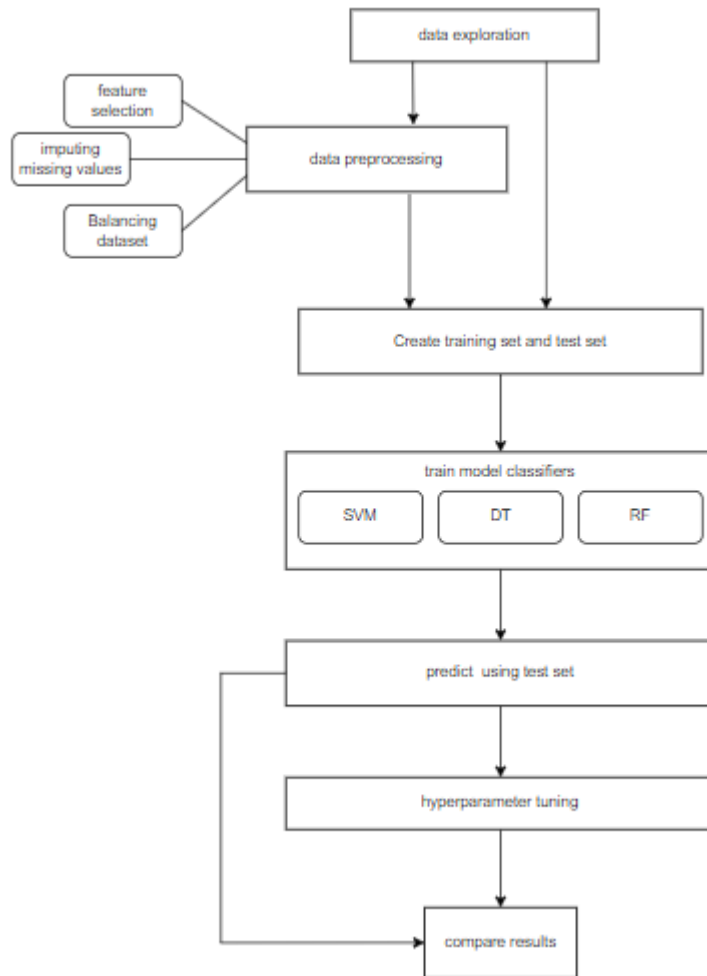 data exploration
feature
selection
imputing
missing values
Balancing
dataset
data preprocessing
Create training set and test set
train model classifiers
SVM
DT
RF
predict using test set
hyperparameter tuning
compare results